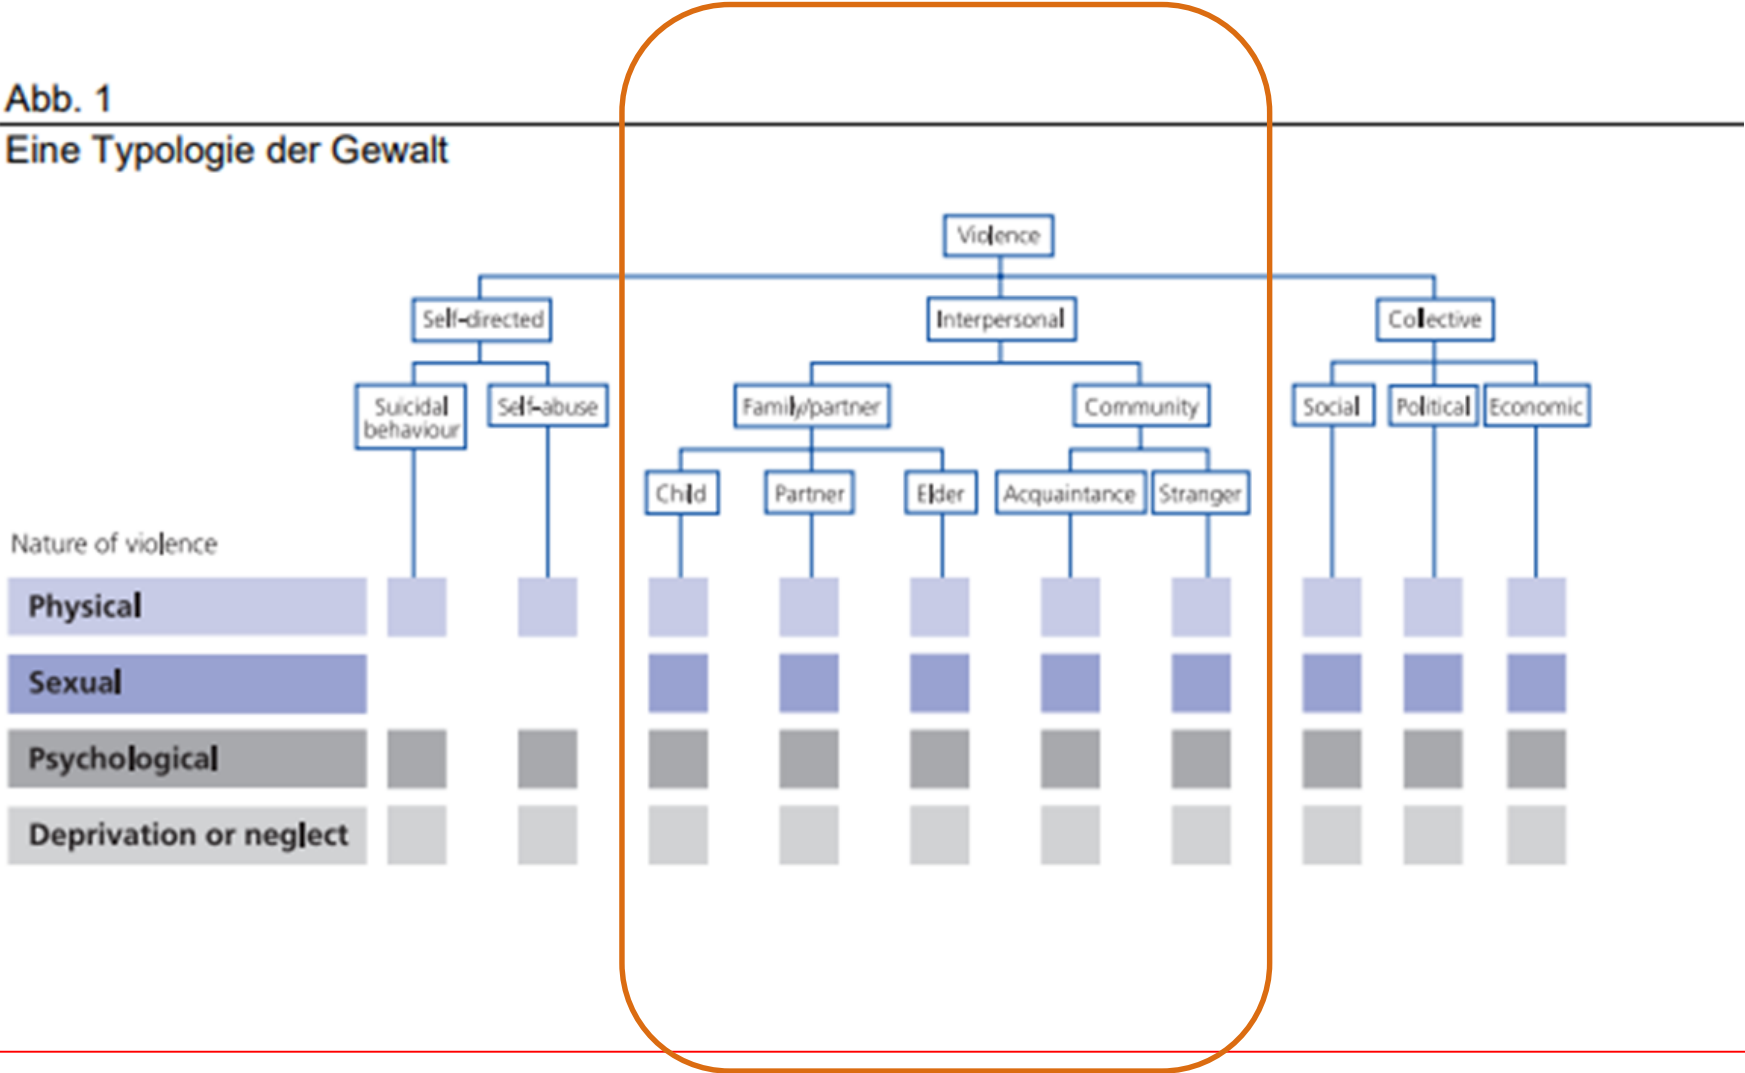 Abb. 1
Eine Typologie der Gewalt
Violence
Self-directed
Interpersonal
Collective
Suicidal
behaviour
Self-abuse
Family/partner
Community
Social
Political
Economic
Child
Partner
Elder
Acquaintance
Stranger
Nature of violence
Physical
Sexual
Psychological
Deprivation or neglect